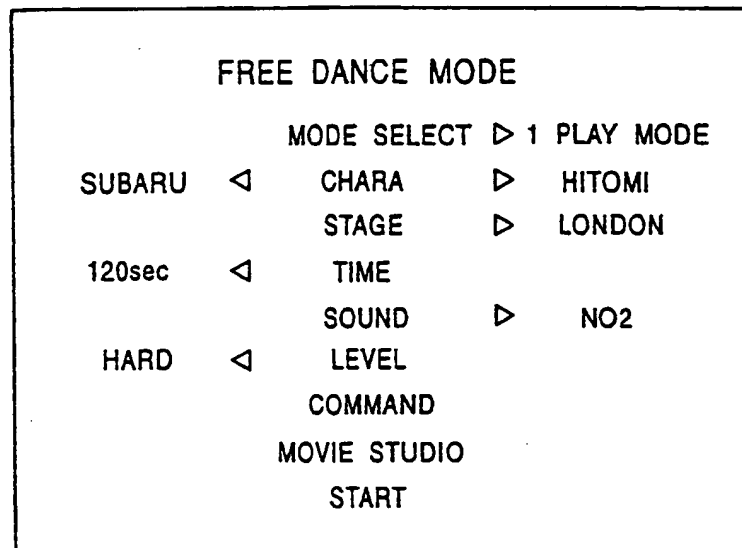 FREE DANCE MODE
MODE SELECT ▷ 1 PLAY MODE
SUBARU ◁ CHARA ▷ HITOMI
STAGE ▷ LONDON
120sec ◁ TIME
SOUND ▷ NO2
HARD ◁ LEVEL
COMMAND
MOVIE STUDIO
START